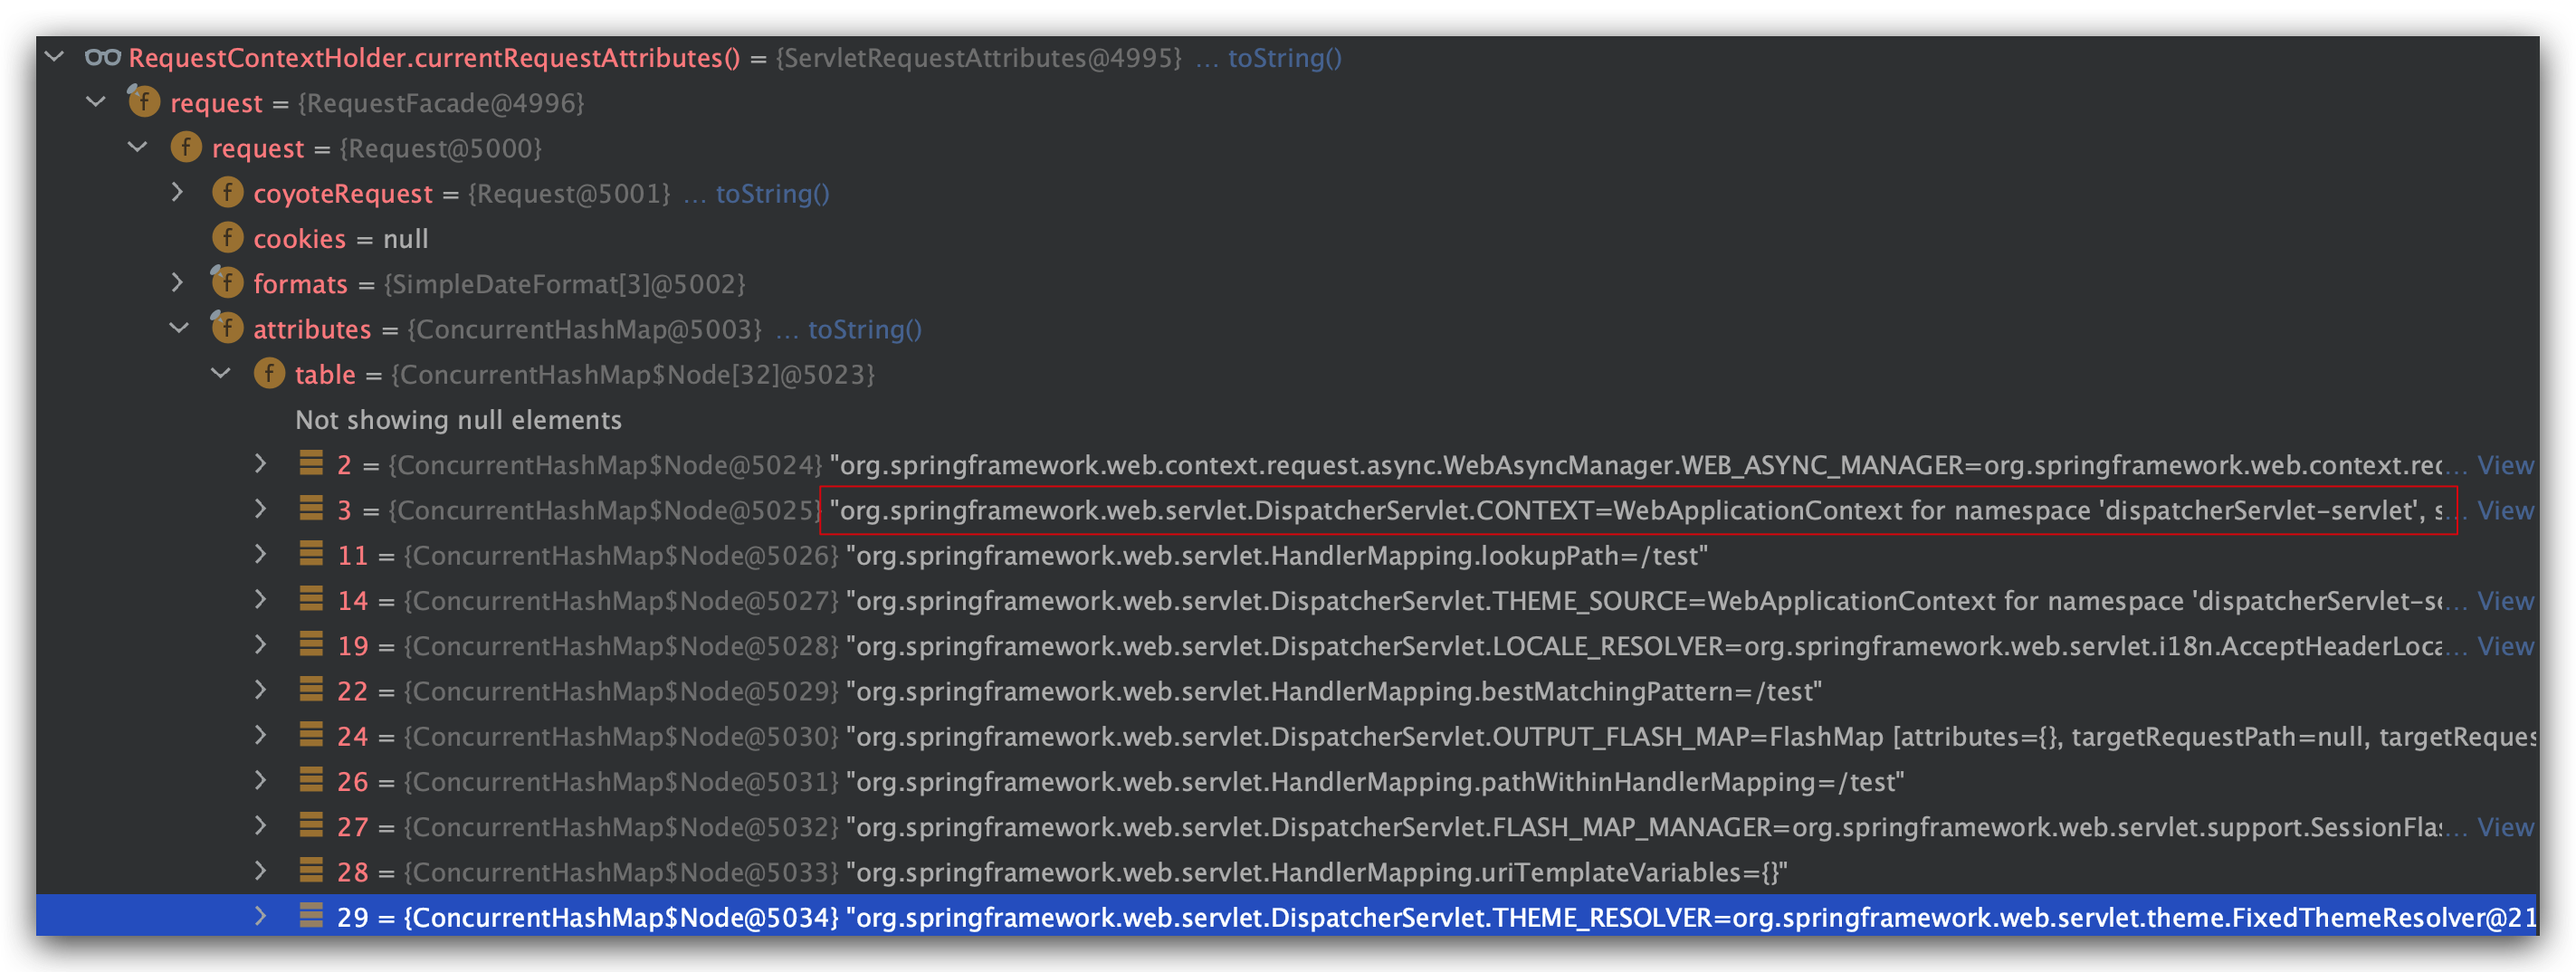 RequestContextHolder.currentRequestAttributes() = {ServletRequestAttributes@4995} ... toString()
f request = {RequestFacade@4996}
f request = {Request@5000}
f coyoteRequest = {Request@5001} ... toString()
f cookies = null
f formats = {SimpleDateFormat[3]@5002}
f attributes = {ConcurrentHashMap@5003} ... toString()
f table = {ConcurrentHashMap$Node[32]@5023}
Not showing null elements
2 = {ConcurrentHashMap$Node@5024} "org.springframework.web.context.request.async.WebAsyncManager.WEB_ASYNC_MANAGER=org.springframework.web.context.rec... View
3 = {ConcurrentHashMap$Node@5025} "org.springframework.web.servlet.DispatcherServlet.CONTEXT=WebApplicationContext for namespace 'dispatcherServlet-servlet', s... View
11 = {ConcurrentHashMap$Node@5026} "org.springframework.web.servlet.HandlerMapping.lookupPath=/test"
14 = {ConcurrentHashMap$Node@5027} "org.springframework.web.servlet.DispatcherServlet.THEME_SOURCE=WebApplicationContext for namespace 'dispatcherServlet-se... View
19 = {ConcurrentHashMap$Node@5028} "org.springframework.web.servlet.DispatcherServlet.LOCALE_RESOLVER=org.springframework.web.servlet.i18n.AcceptHeaderLoca... View
22 = {ConcurrentHashMap$Node@5029} "org.springframework.web.servlet.HandlerMapping.bestMatchingPattern=/test"
24 = {ConcurrentHashMap$Node@5030} "org.springframework.web.servlet.DispatcherServlet.OUTPUT_FLASH_MAP=FlashMap [attributes={}, targetRequestPath=null, targetReques
26 = {ConcurrentHashMap$Node@5031} "org.springframework.web.servlet.HandlerMapping.pathWithinHandlerMapping=/test"
27 = {ConcurrentHashMap$Node@5032} "org.springframework.web.servlet.DispatcherServlet.FLASH_MAP_MANAGER=org.springframework.web.servlet.support.SessionFlas... View
28 = {ConcurrentHashMap$Node@5033} "org.springframework.web.servlet.HandlerMapping.uriTemplateVariables={}"
29 = {ConcurrentHashMap$Node@5034} "org.springframework.web.servlet.DispatcherServlet.THEME_RESOLVER=org.springframework.web.servlet.theme.FixedThemeResolver@21